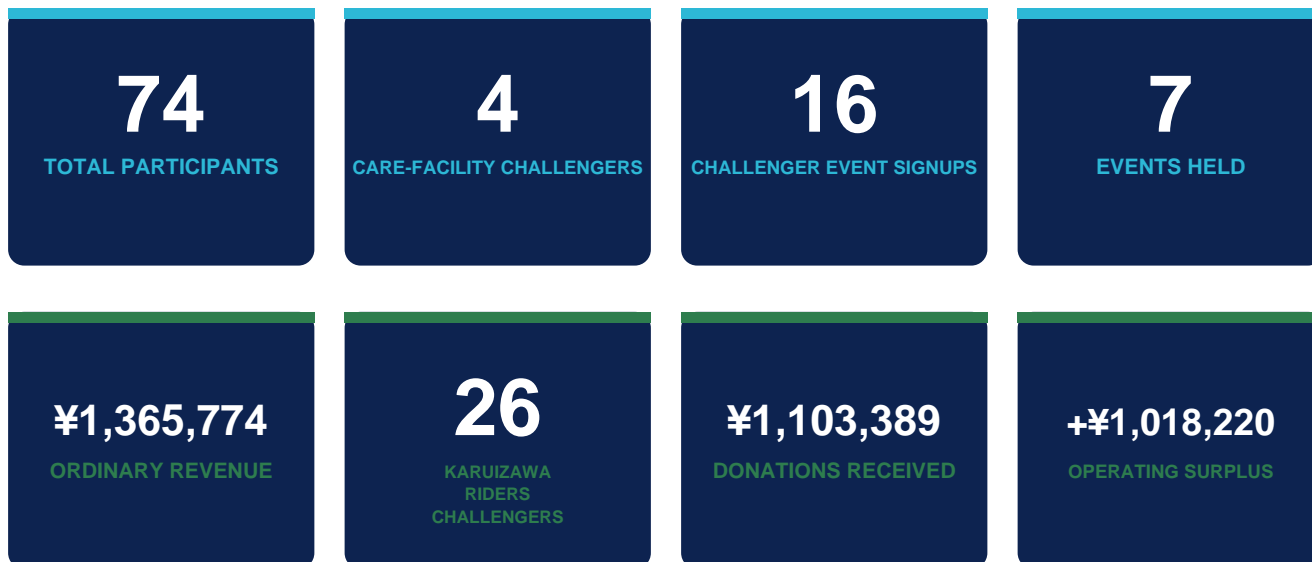 74
TOTAL PARTICIPANTS
4
CARE-FACILITY CHALLENGERS
16
CHALLENGER EVENT SIGNUPS
7
EVENTS HELD
¥1,365,774
ORDINARY REVENUE
26
KARUIZAWA
RIDERS
CHALLENGERS
¥1,103,389
DONATIONS RECEIVED
+¥1,018,220
OPERATING SURPLUS